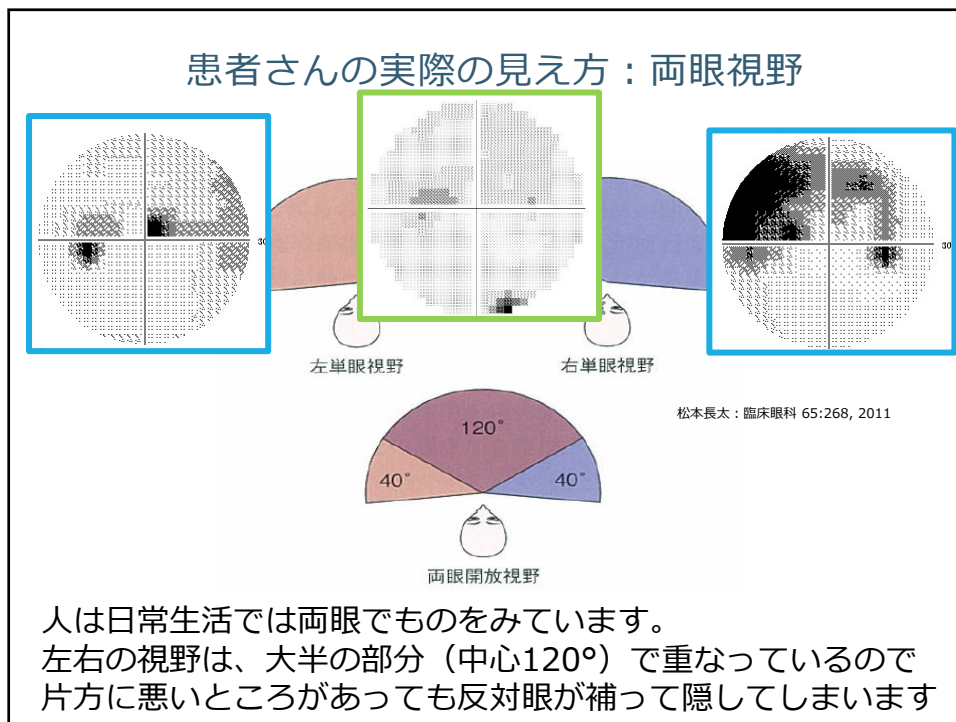 患者さんの実際の見え方：両眼視野
30
30
左単眼視野
右単眼視野
松本長太：臨床眼科 65:268, 2011
120°
40°
40°
両眼開放視野
人は日常生活では両眼でものをみています。
左右の視野は、大半の部分（中心120°）で重なっているので
片方に悪いところがあっても反対眼が補って隠してしまいます